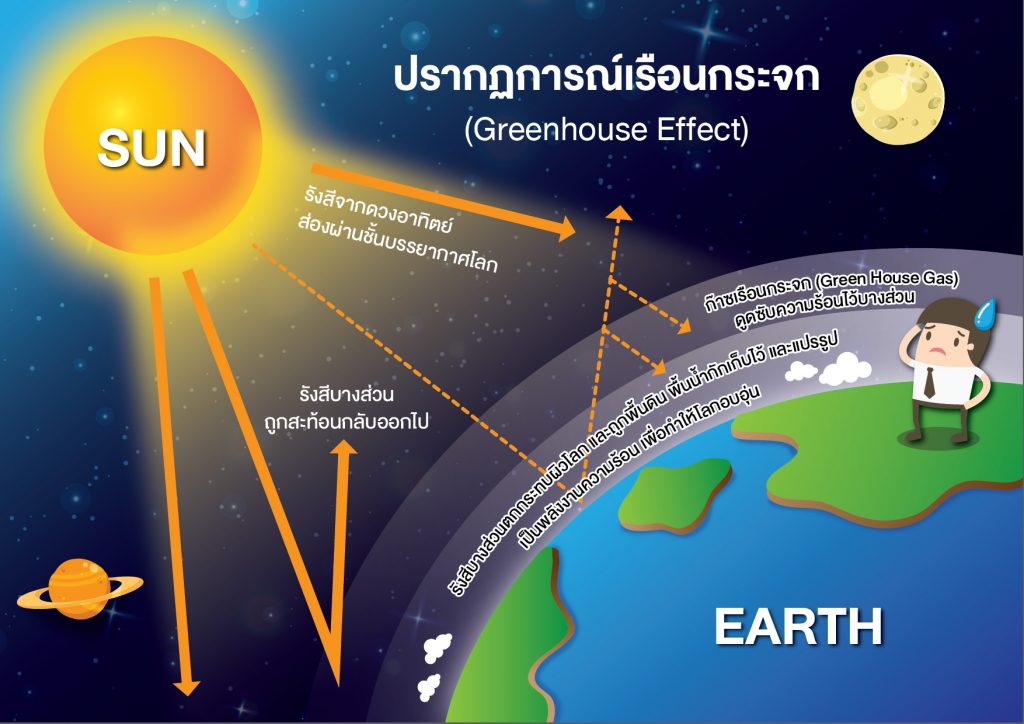 ปรากฏการณ์เรือนกระจก
(Greenhouse Effect)
SUN
รังสีจากดวงอาทิตย์
ส่องผ่านชั้นบรรยากาศโลก
ก๊าซเรือนกระจก (Green House Gas)
ดูดซับความร้อนไว้บางส่วน
รังสีบางส่วนตกกระทบผิวโลก และถูกพื้นดิน พื้นน้ำกักเก็บไว้ และแปรรูป
เป็นพลังงานความร้อน เพื่อทำให้โลกอบอุ่น
รังสีบางส่วน
ถูกสะท้อนกลับออกไป
EARTH